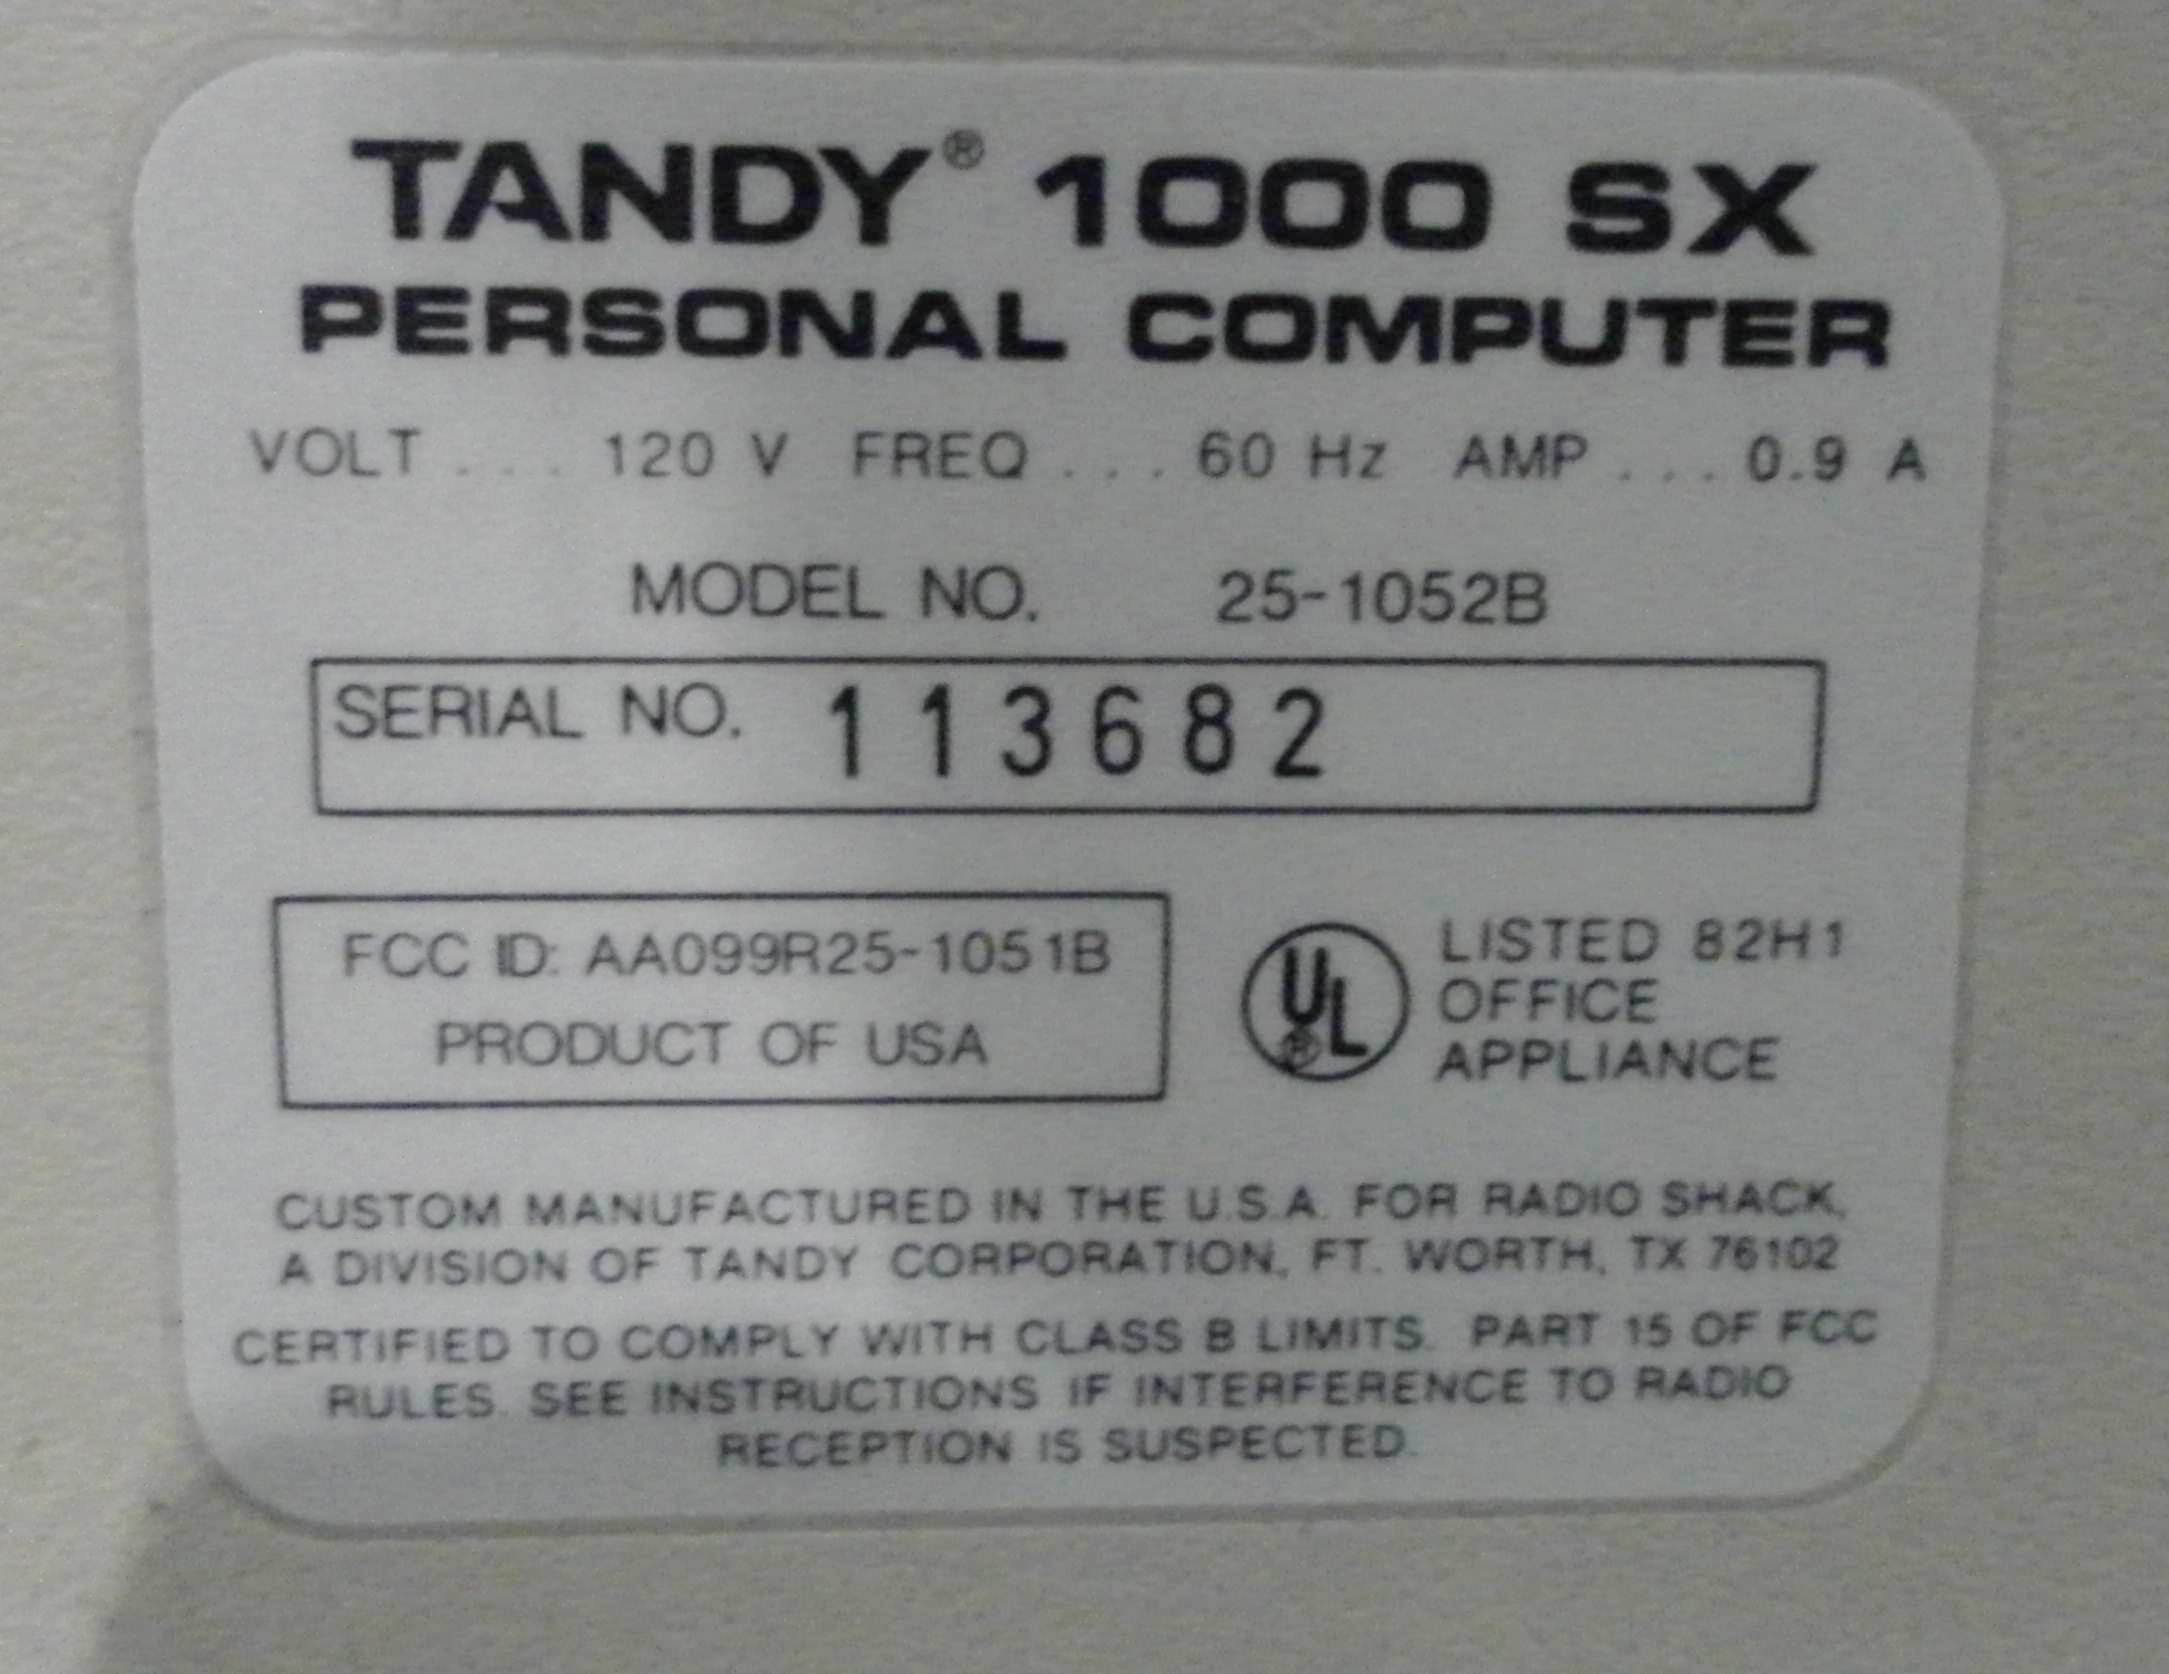 TANDY® 1000 SX
PERSONAL COMPUTER
VOLT ... 120 V FREQ ... 60 Hz AMP ... 0.9 A
MODEL NO. 25-1052B
SERIAL NO. 113682
FCC ID: AAO99R25-1051B
PRODUCT OF USA
UL®
LISTED 82H1
OFFICE
APPLIANCE
CUSTOM MANUFACTURED IN THE U.S.A. FOR RADIO SHACK,
A DIVISION OF TANDY CORPORATION, FT. WORTH, TX 76102
CERTIFIED TO COMPLY WITH CLASS B LIMITS. PART 15 OF FCC
RULES. SEE INSTRUCTIONS IF INTERFERENCE TO RADIO
RECEPTION IS SUSPECTED.